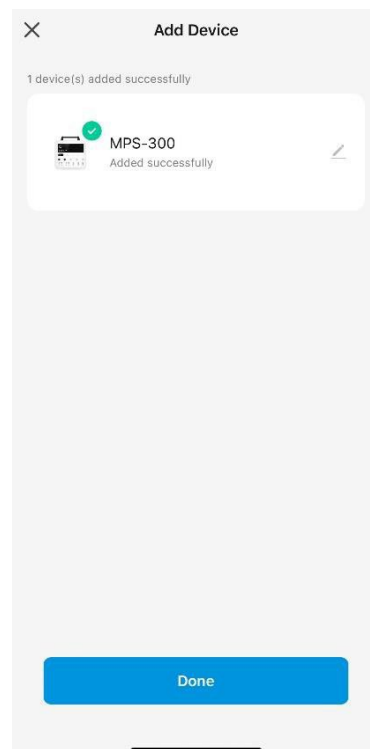 Add Device
1 device(s) added successfully
MPS-300
Added successfully
Done